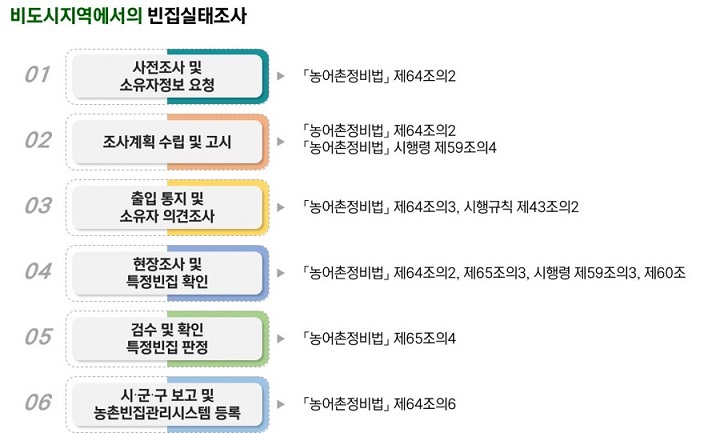 비도시지역에서의 빈집실태조사
01
사전조사 및
소유자정보 요청
「농어촌정비법」 제64조의2
02
조사계획 수립 및 고시
「농어촌정비법」 제64조의2
「농어촌정비법」 시행령 제59조의4
03
출입 통지 및
소유자 의견조사
「농어촌정비법」 제64조의3, 시행규칙 제43조의2
04
현장조사 및
특정빈집 확인
「농어촌정비법」 제64조의2, 제65조의3, 시행령 제59조의3, 제60조
05
검수 및 확인
특정빈집 판정
「농어촌정비법」 제65조의4
06
시·군·구 보고 및
농촌빈집관리시스템 등록
「농어촌정비법」 제64조의6